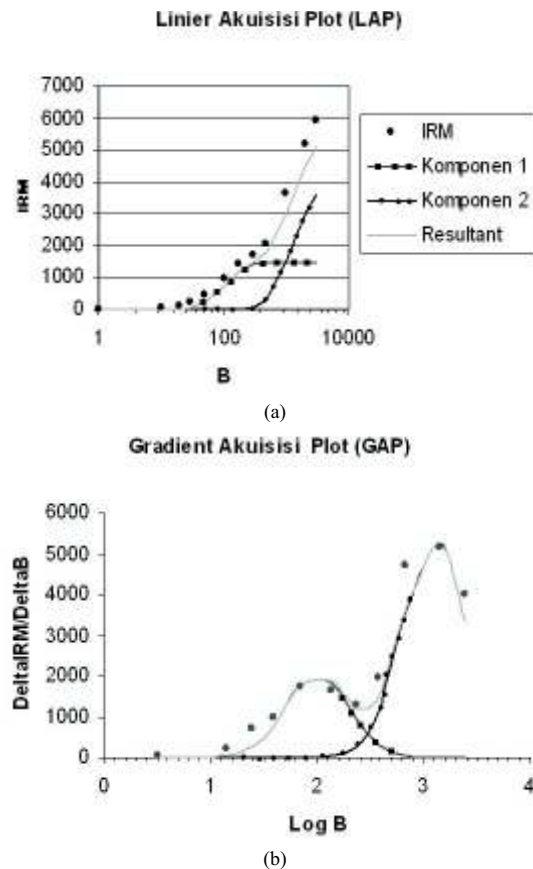 Linier Akuisisi Plot (LAP)
7000
6000
5000
4000
3000
2000
1000
0
IRM
1
100
10000
B
IRM
Komponen 1
Komponen 2
Resultant
(a)
Gradient Akuisisi Plot (GAP)
6000
5000
4000
3000
2000
1000
0
DeltaIRM/DeltaB
0
1
2
3
4
Log B
(b)